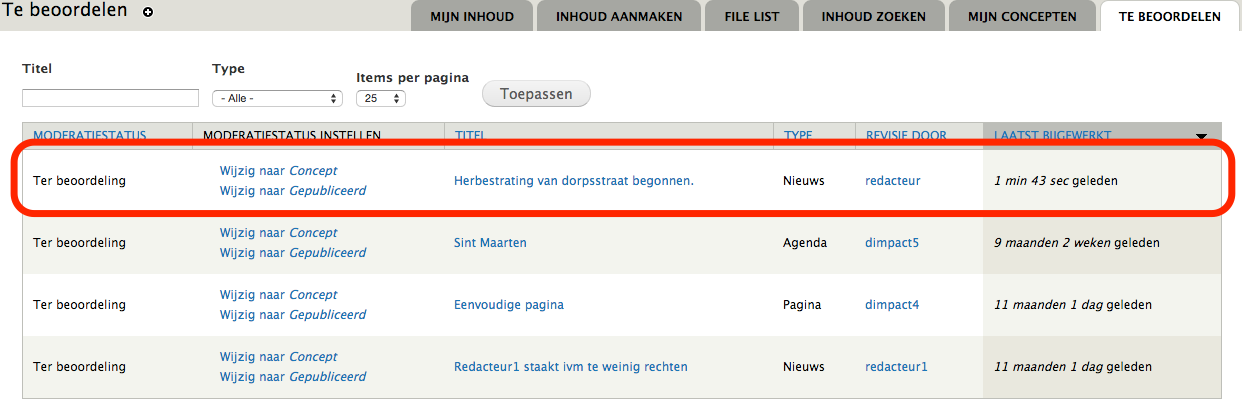 Te beoordelen
MIJN INHOUD INHOUD AANMAKEN FILE LIST INHOUD ZOEKEN MIJN CONCEPTEN TE BEOORDELEN
Titel Type Items per pagina
- Alle - 25 Toepassen
MODERATIESTATUS MODERATIESTATUS INSTELLEN TITEL TYPE REVISIE DOOR LAATST BIJGEWERKT
Wijzig naar Concept
Ter beoordeling Herbestrating van dorpsstraat begonnen. Nieuws redacteur 1 min 43 sec geleden
Wijzig naar Gepubliceerd
Wijzig naar Concept
Ter beoordeling Sint Maarten Agenda dimpact5 9 maanden 2 weken geleden
Wijzig naar Gepubliceerd
Wijzig naar Concept
Ter beoordeling Eenvoudige pagina Pagina dimpact4 11 maanden 1 dag geleden
Wijzig naar Gepubliceerd
Wijzig naar Concept
Ter beoordeling Redacteur1 staakt ivm te weinig rechten Nieuws redacteur1 11 maanden 1 dag geleden
Wijzig naar Gepubliceerd